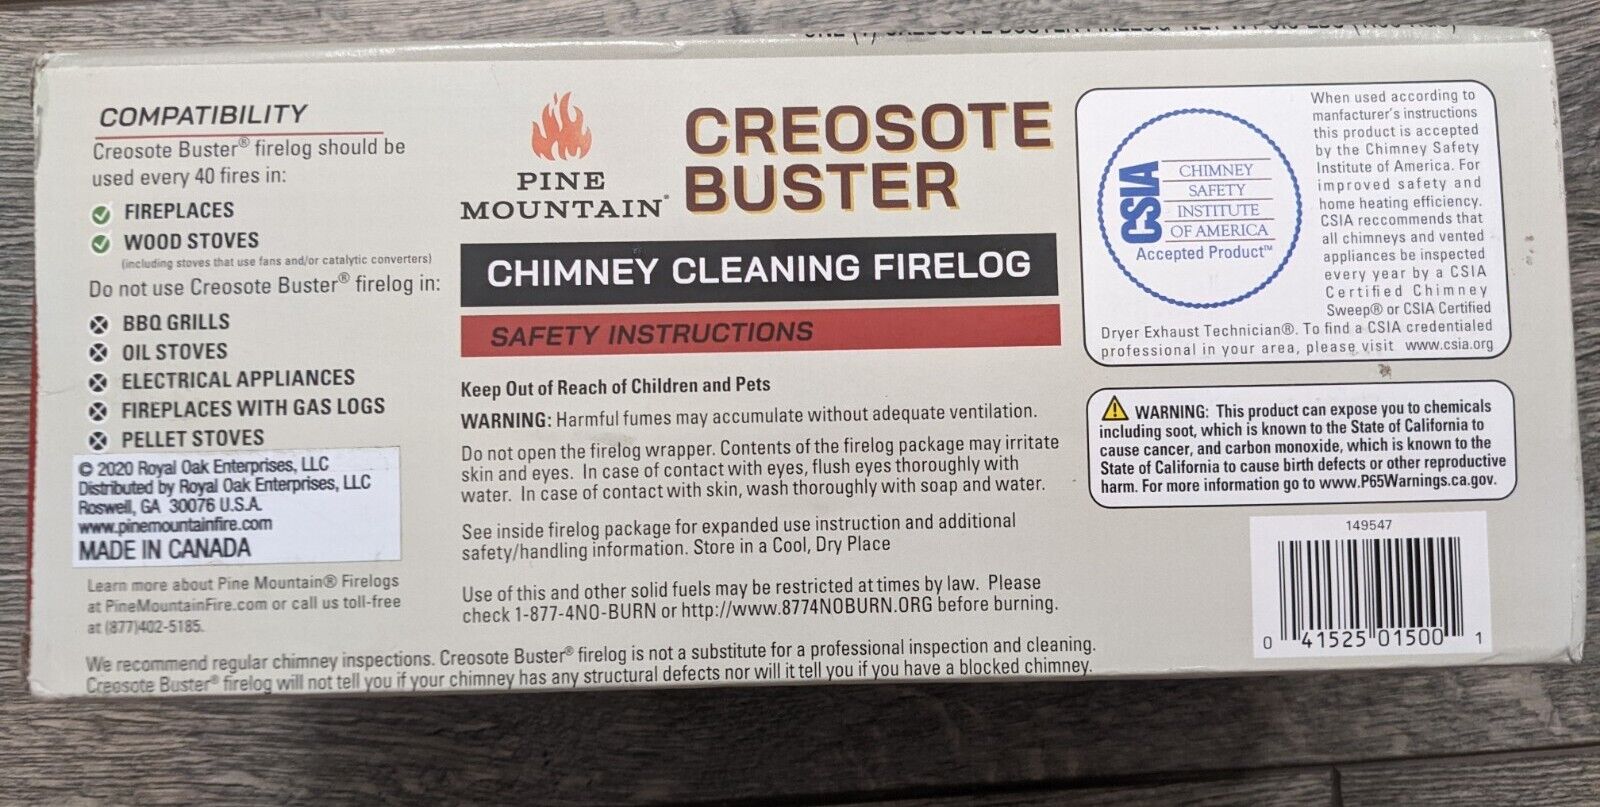 COMPATIBILITY
Creosote Buster® firelog should be
used every 40 fires in:
FIREPLACES
WOOD STOVES
(including stoves that use fans and/or catalytic converters)
Do not use Creosote Buster® firelog in:
BBQ GRILLS
OIL STOVES
ELECTRICAL APPLIANCES
FIREPLACES WITH GAS LOGS
PELLET STOVES
© 2020 Royal Oak Enterprises, LLC
Distributed by Royal Oak Enterprises, LLC
Roswell, GA 30076 U.S.A.
www.pinemountainfire.com
MADE IN CANADA
Learn more about Pine Mountain® Firelogs
at PineMountainFire.com or call us toll-free
at (877)402-5185.
PINE
MOUNTAIN®
CREOSOTE
BUSTER
CHIMNEY CLEANING FIRELOG
SAFETY INSTRUCTIONS
Keep Out of Reach of Children and Pets
WARNING: Harmful fumes may accumulate without adequate ventilation.
Do not open the firelog wrapper. Contents of the firelog package may irritate
skin and eyes. In case of contact with eyes, flush eyes thoroughly with
water. In case of contact with skin, wash thoroughly with soap and water.
See inside firelog package for expanded use instruction and additional
safety/handling information. Store in a Cool, Dry Place
Use of this and other solid fuels may be restricted at times by law. Please
check 1-877-4NO-BURN or http://www.8774NOBURN.ORG before burning.
We recommend regular chimney inspections. Creosote Buster® firelog is not a substitute for a professional inspection and cleaning.
Creosote Buster® firelog will not tell you if your chimney has any structural defects nor will it tell you if you have a blocked chimney.
CSIA
CHIMNEY
SAFETY
INSTITUTE
OF AMERICA
Accepted Product™
When used according to
manfacturer's instructions
this product is accepted
by the Chimney Safety
Institute of America. For
improved safety and
home heating efficiency.
CSIA reccommends that
all chimneys and vented
appliances be inspected
every year by a CSIA
Certified Chimney
Sweep® or CSIA Certified
Dryer Exhaust Technician®. To find a CSIA credentialed
professional in your area, please visit www.csia.org
WARNING: This product can expose you to chemicals
including soot, which is known to the State of California to
cause cancer, and carbon monoxide, which is known to the
State of California to cause birth defects or other reproductive
harm. For more information go to www.P65Warnings.ca.gov.
149547
0 41525 01500 1